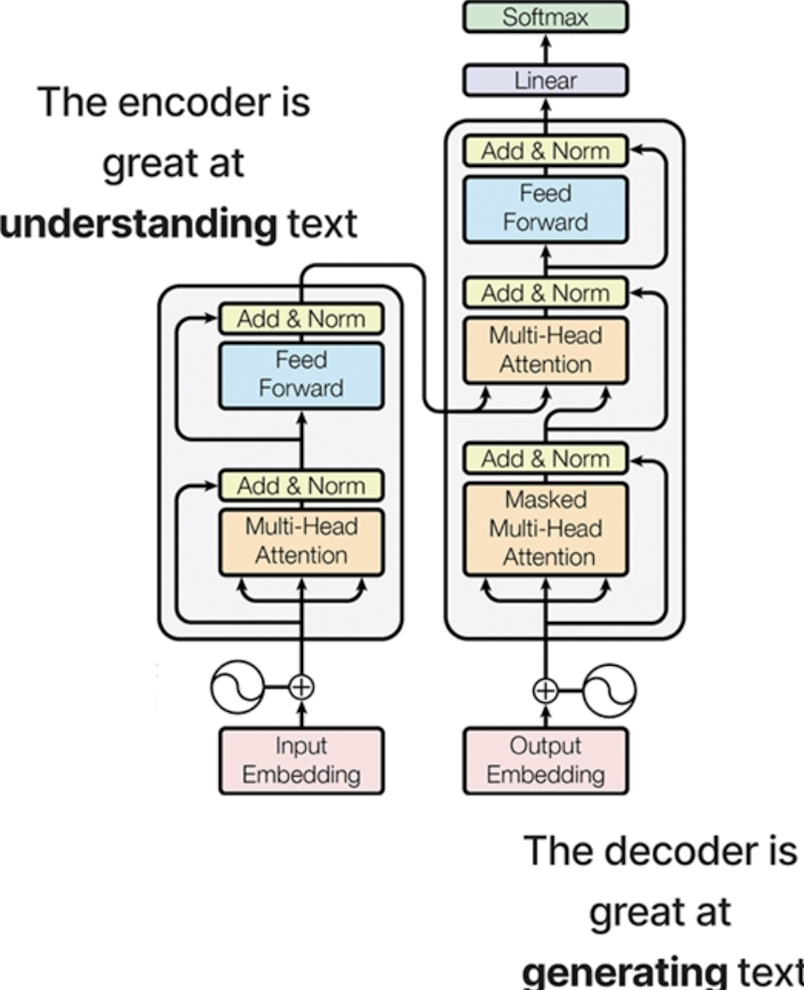 The encoder is
great at
understanding text
Softmax
Linear
Add & Norm
Feed
Forward
Add & Norm
Multi-Head
Attention
Add & Norm
Masked
Multi-Head
Attention
Add & Norm
Feed
Forward
Add & Norm
Multi-Head
Attention
Input
Embedding
Output
Embedding
The decoder is
great at
generating text